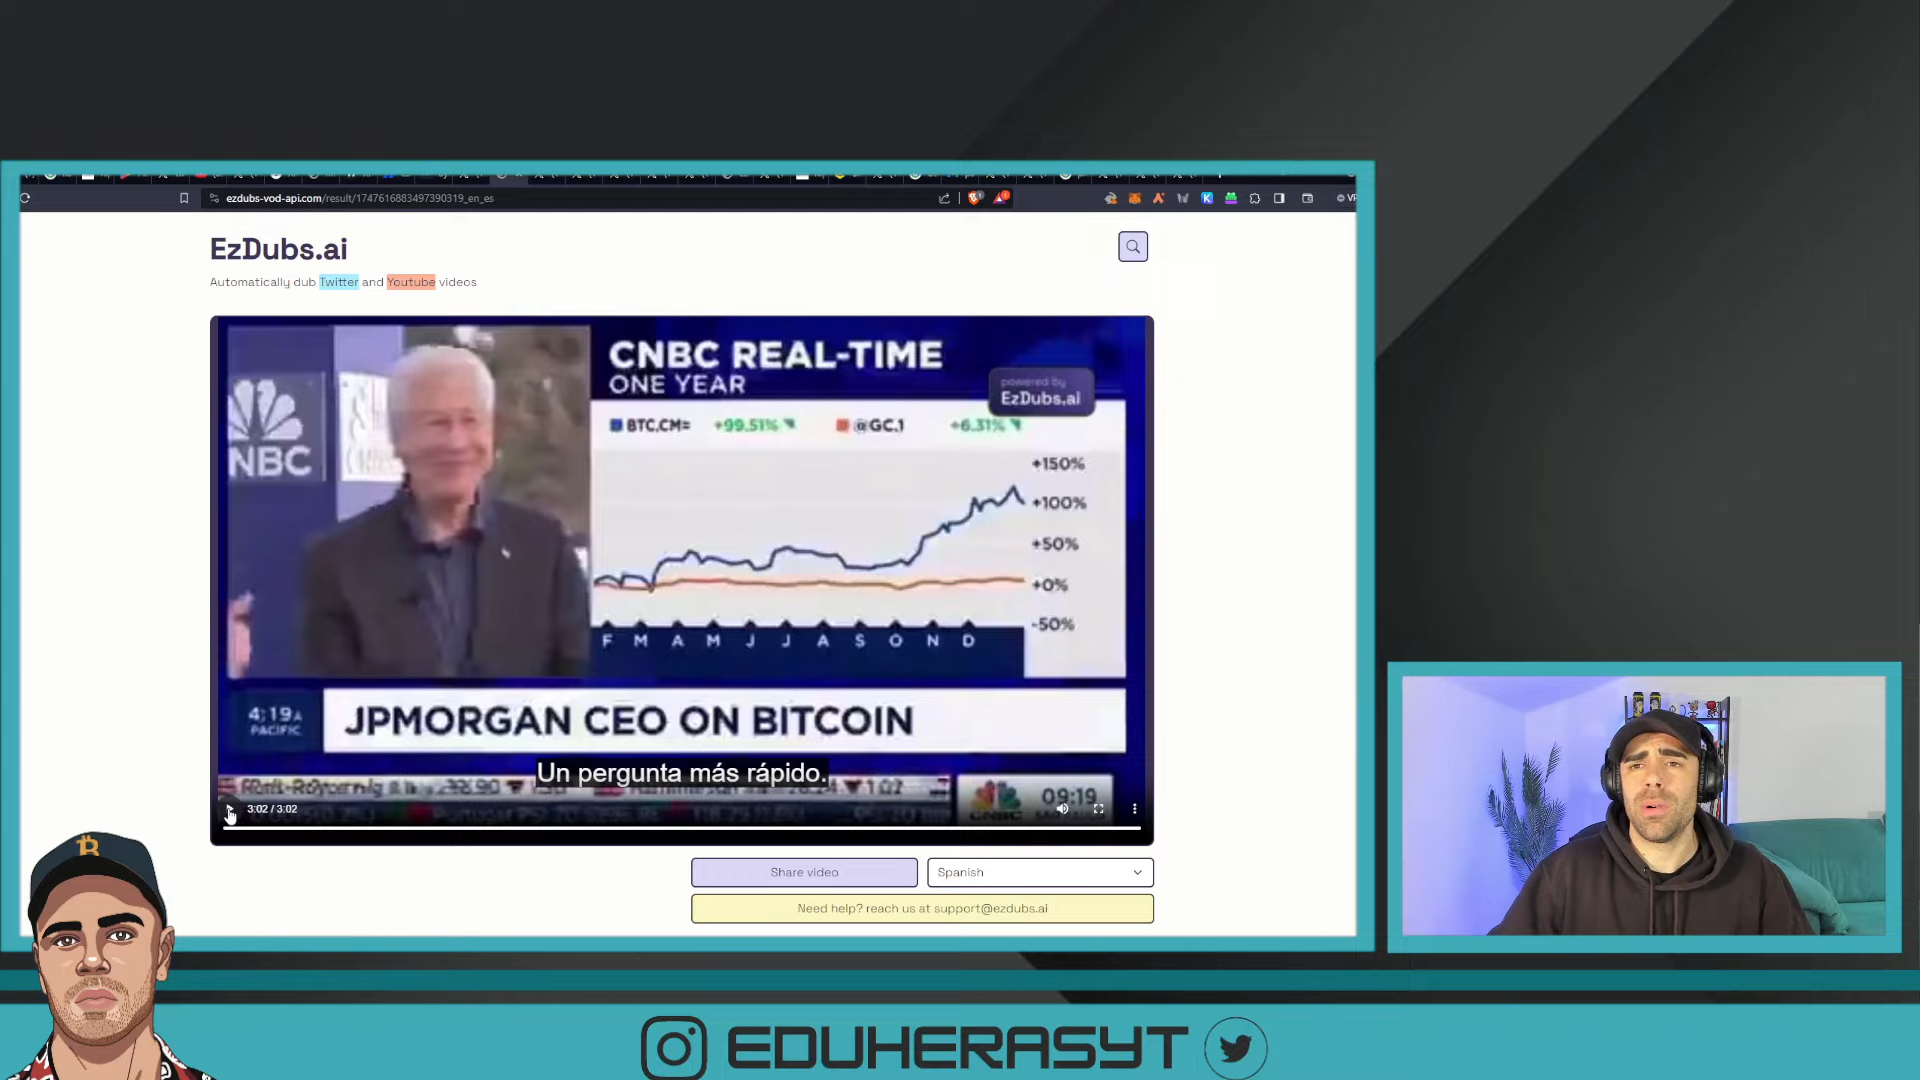 ezdubs-vod-api.com/result/1747616883497390319_en_es
VP
EzDubs.ai
Automatically dub Twitter and Youtube videos
CNBC REAL-TIME
ONE YEAR
powered by
EzDubs.ai
BTC.CM= +99.51% @GC.1 +6.31%
NBC
+150%
+100%
+50%
+0%
-50%
F M A M J J A S O N D
4:19A
PACIFIC
JPMORGAN CEO ON BITCOIN
Un pergunta más rápido.
09:19
CNBC
3:02 / 3:02
Share video
Spanish
Need help? reach us at support@ezdubs.ai
EDUHERASYT